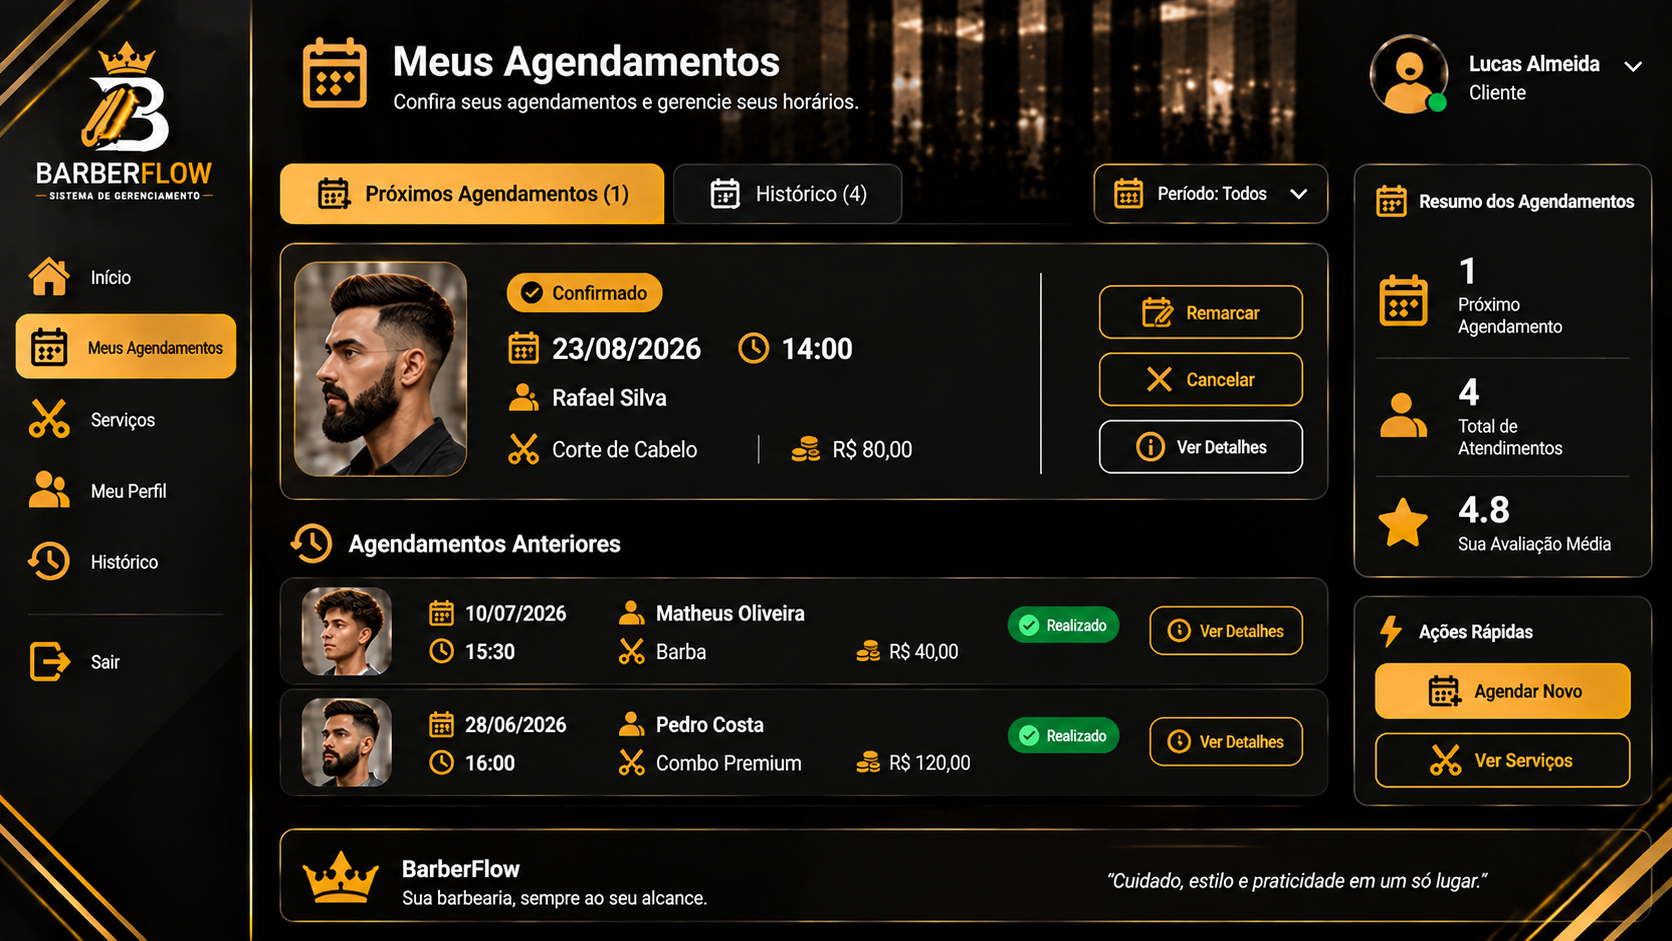 BARBERFLOW
SISTEMA DE GERENCIAMENTO
Início
Meus Agendamentos
Serviços
Meu Perfil
Histórico
Sair
Meus Agendamentos
Confira seus agendamentos e gerencie seus horários.
Lucas Almeida
Cliente
Próximos Agendamentos (1)
Histórico (4)
Período: Todos
Confirmado
23/08/2026 14:00
Rafael Silva
Corte de Cabelo R$ 80,00
Remarcar
Cancelar
Ver Detalhes
Agendamentos Anteriores
10/07/2026 Matheus Oliveira
15:30 Barba R$ 40,00
Realizado
Ver Detalhes
28/06/2026 Pedro Costa
16:00 Combo Premium R$ 120,00
Realizado
Ver Detalhes
Resumo dos Agendamentos
1
Próximo
Agendamento
4
Total de
Atendimentos
4.8
Sua Avaliação Média
Ações Rápidas
Agendar Novo
Ver Serviços
BarberFlow
Sua barbearia, sempre ao seu alcance.
“Cuidado, estilo e praticidade em um só lugar.”